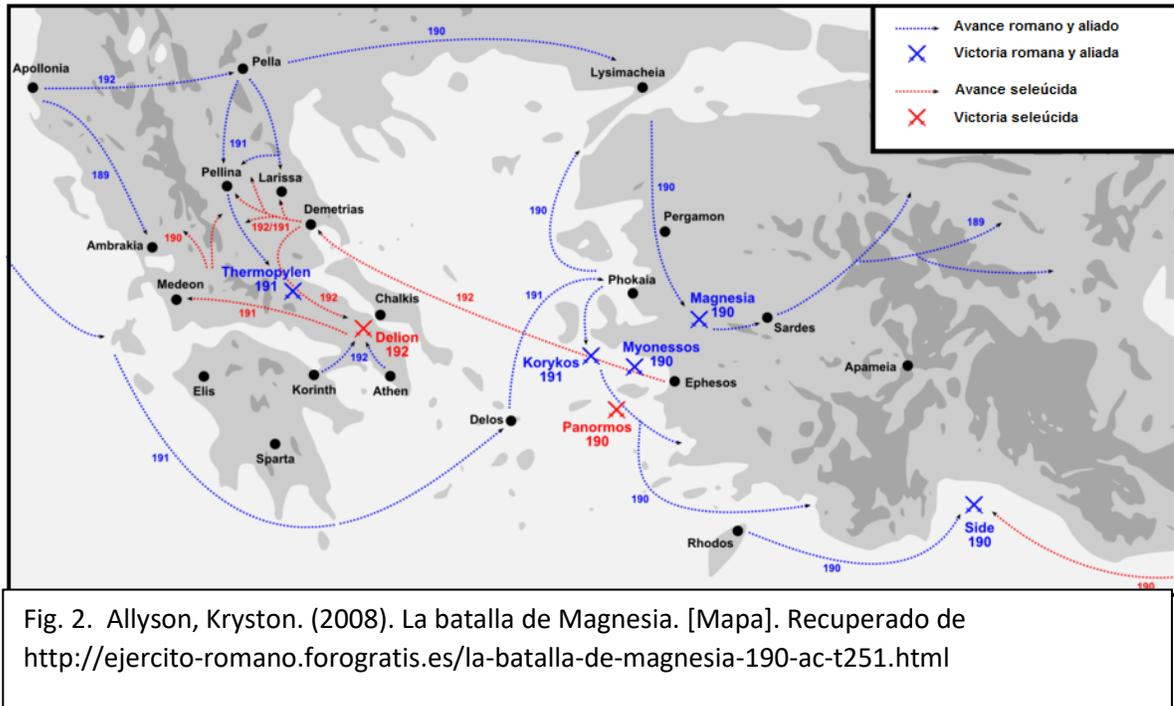 190
Avance romano y aliado
Victoria romana y aliada
Avance seleúcida
Victoria seleúcida
Apollonia
192
Pella
Lysimacheia
191
Pellina
Larissa
189
190
190
Demetrias
192/191
Pergamon
189
Ambrakia
190
Thermopylen
191
Medeon
192
Chalkis
192
191
Phokaia
Magnesia
190
Sardes
191
Delion
192
192
Korykos
191
Myonessos
190
Apameia
Elis
Korinth
Athen
Ephesos
Delos
Panormos
190
Sparta
191
190
Side
190
Rhodos
190
190
Fig. 2. Allyson, Kryston. (2008). La batalla de Magnesia. [Mapa]. Recuperado de
http://ejercito-romano.forogratis.es/la-batalla-de-magnesia-190-ac-t251.html